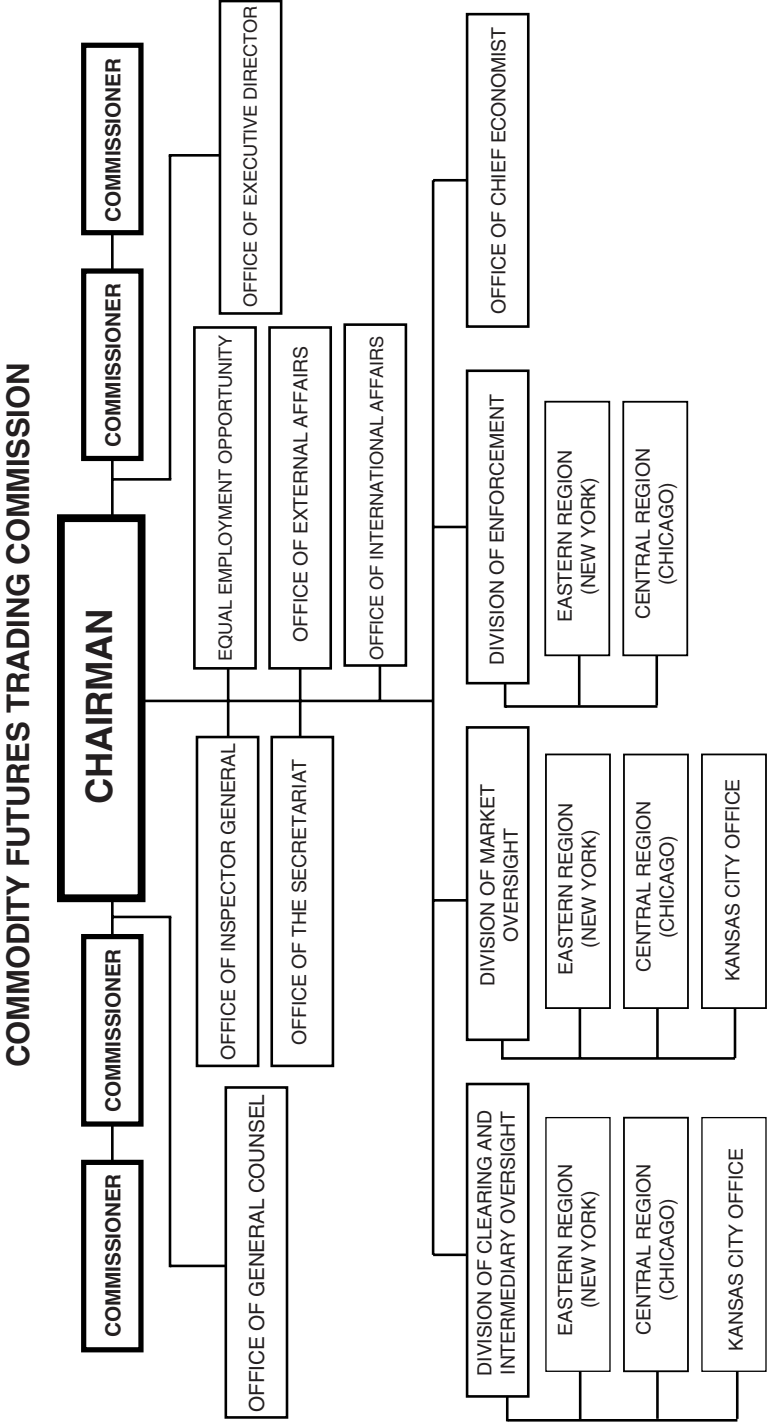 COMMODITY FUTURES TRADING COMMISSION
COMMISSIONER
COMMISSIONER
CHAIRMAN
COMMISSIONER
COMMISSIONER
OFFICE OF GENERAL COUNSEL
OFFICE OF INSPECTOR GENERAL
EQUAL EMPLOYMENT OPPORTUNITY
OFFICE OF EXECUTIVE DIRECTOR
OFFICE OF THE SECRETARIAT
OFFICE OF EXTERNAL AFFAIRS
OFFICE OF INTERNATIONAL AFFAIRS
DIVISION OF CLEARING AND
INTERMEDIARY OVERSIGHT
EASTERN REGION
(NEW YORK)
CENTRAL REGION
(CHICAGO)
KANSAS CITY OFFICE
DIVISION OF MARKET
OVERSIGHT
EASTERN REGION
(NEW YORK)
CENTRAL REGION
(CHICAGO)
KANSAS CITY OFFICE
DIVISION OF ENFORCEMENT
EASTERN REGION
(NEW YORK)
CENTRAL REGION
(CHICAGO)
OFFICE OF CHIEF ECONOMIST